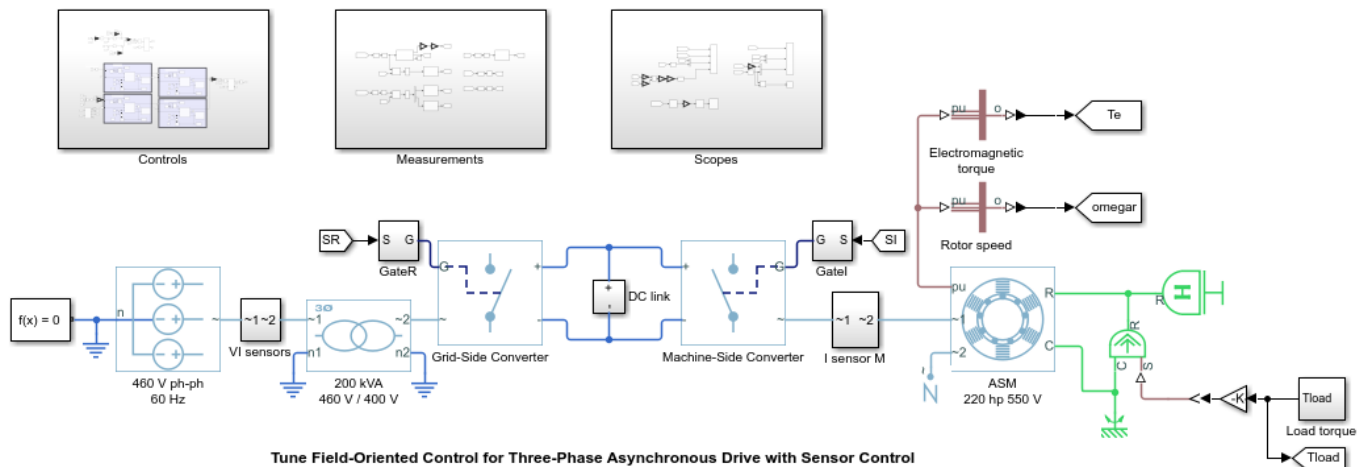 Controls
Measurements
Scopes
pu
o
Te
Electromagnetic
torque
pu
o
omegar
Rotor speed
SR
S G
GateR
G S
GateI
SI
G
+
-
~
Grid-Side Converter
+
-
DC link
G
+
-
~
Machine-Side Converter
f(x) = 0
n
~
460 V ph-ph
60 Hz
~1 ~2
VI sensors
3Ø
~1
~2
n1
n2
200 kVA
460 V / 400 V
~1 ~2
I sensor M
pu
~1
~2
R
C
ASM
220 hp 550 V
~
N
R
H
R
C
S
-K
Tload
Load torque
Tload
Tune Field-Oriented Control for Three-Phase Asynchronous Drive with Sensor Control